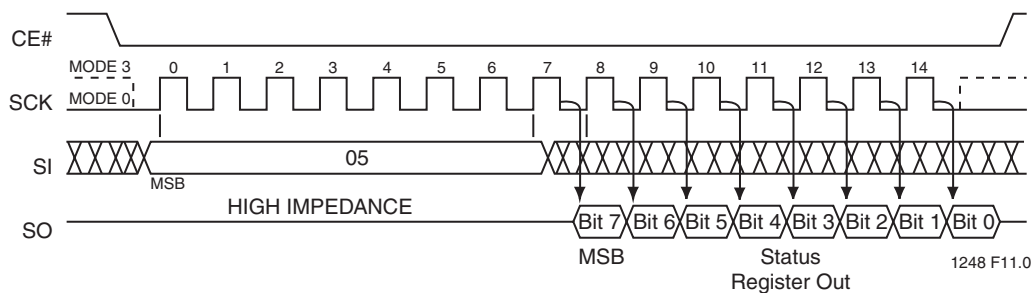 CE#
MODE 3
0 1 2 3 4 5 6 7 8 9 10 11 12 13 14
SCK
MODE 0
SI
05
MSB
HIGH IMPEDANCE
SO
Bit 7 Bit 6 Bit 5 Bit 4 Bit 3 Bit 2 Bit 1 Bit 0
MSB
Status
Register Out
1248 F11.0